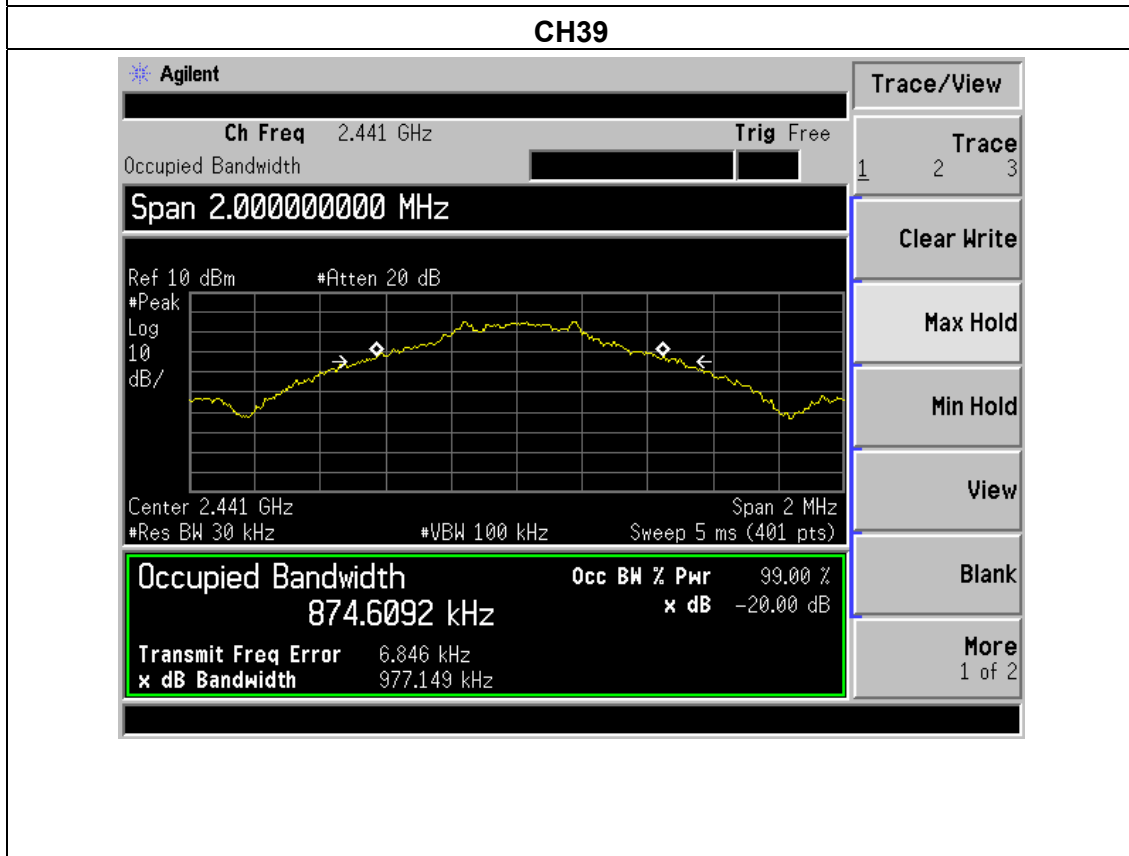 CH39
Agilent
Ch Freq 2.441 GHz Trig Free
Occupied Bandwidth
Span 2.000000000 MHz
Ref 10 dBm #Atten 20 dB
#Peak
Log
10
dB/
Center 2.441 GHz Span 2 MHz
#Res BW 30 kHz #VBW 100 kHz Sweep 5 ms (401 pts)
Occupied Bandwidth Occ BW % Pwr 99.00 %
874.6092 kHz x dB -20.00 dB
Transmit Freq Error 6.846 kHz
x dB Bandwidth 977.149 kHz
Trace/View
Trace
1 2 3
Clear Write
Max Hold
Min Hold
View
Blank
More
1 of 2